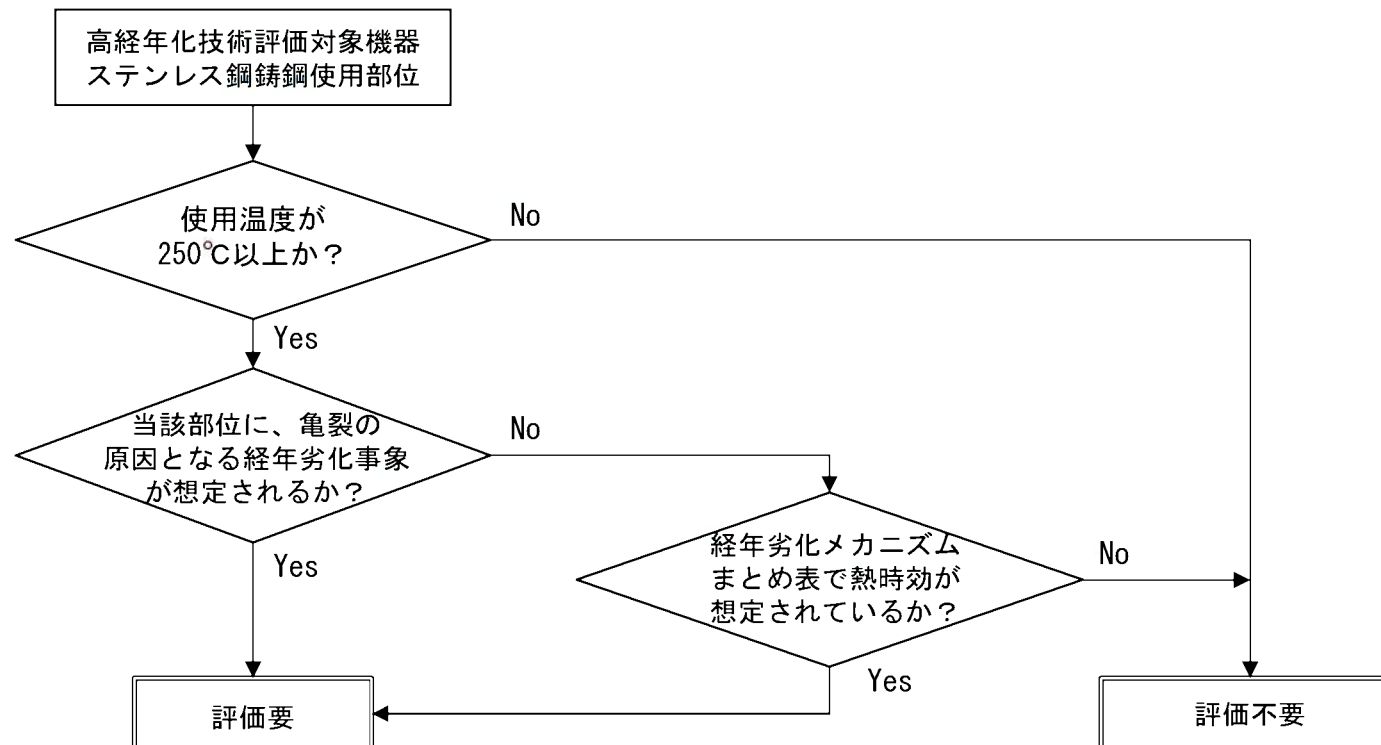 高経年化技術評価対象機器
ステンレス鋼鋳鋼使用部位
使用温度が
250℃以上か？
No
Yes
当該部位に、亀裂の
原因となる経年劣化事象
が想定されるか？
No
Yes
経年劣化メカニズム
まとめ表で熱時効が
想定されているか？
No
Yes
評価要
評価不要